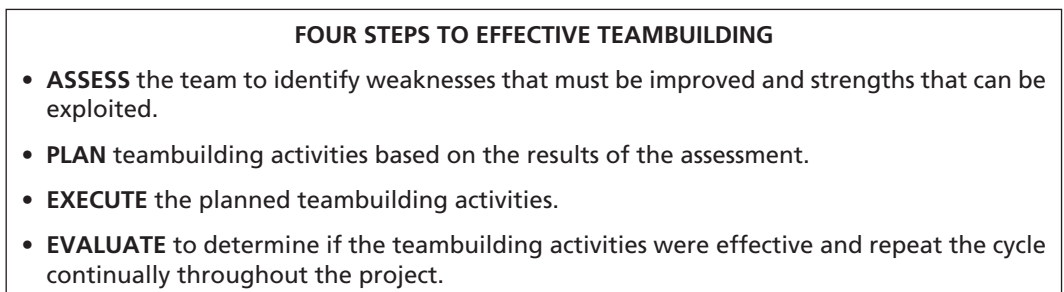 FOUR STEPS TO EFFECTIVE TEAMBUILDING
• ASSESS the team to identify weaknesses that must be improved and strengths that can be
exploited.
• PLAN teambuilding activities based on the results of the assessment.
• EXECUTE the planned teambuilding activities.
• EVALUATE to determine if the teambuilding activities were effective and repeat the cycle
continually throughout the project.